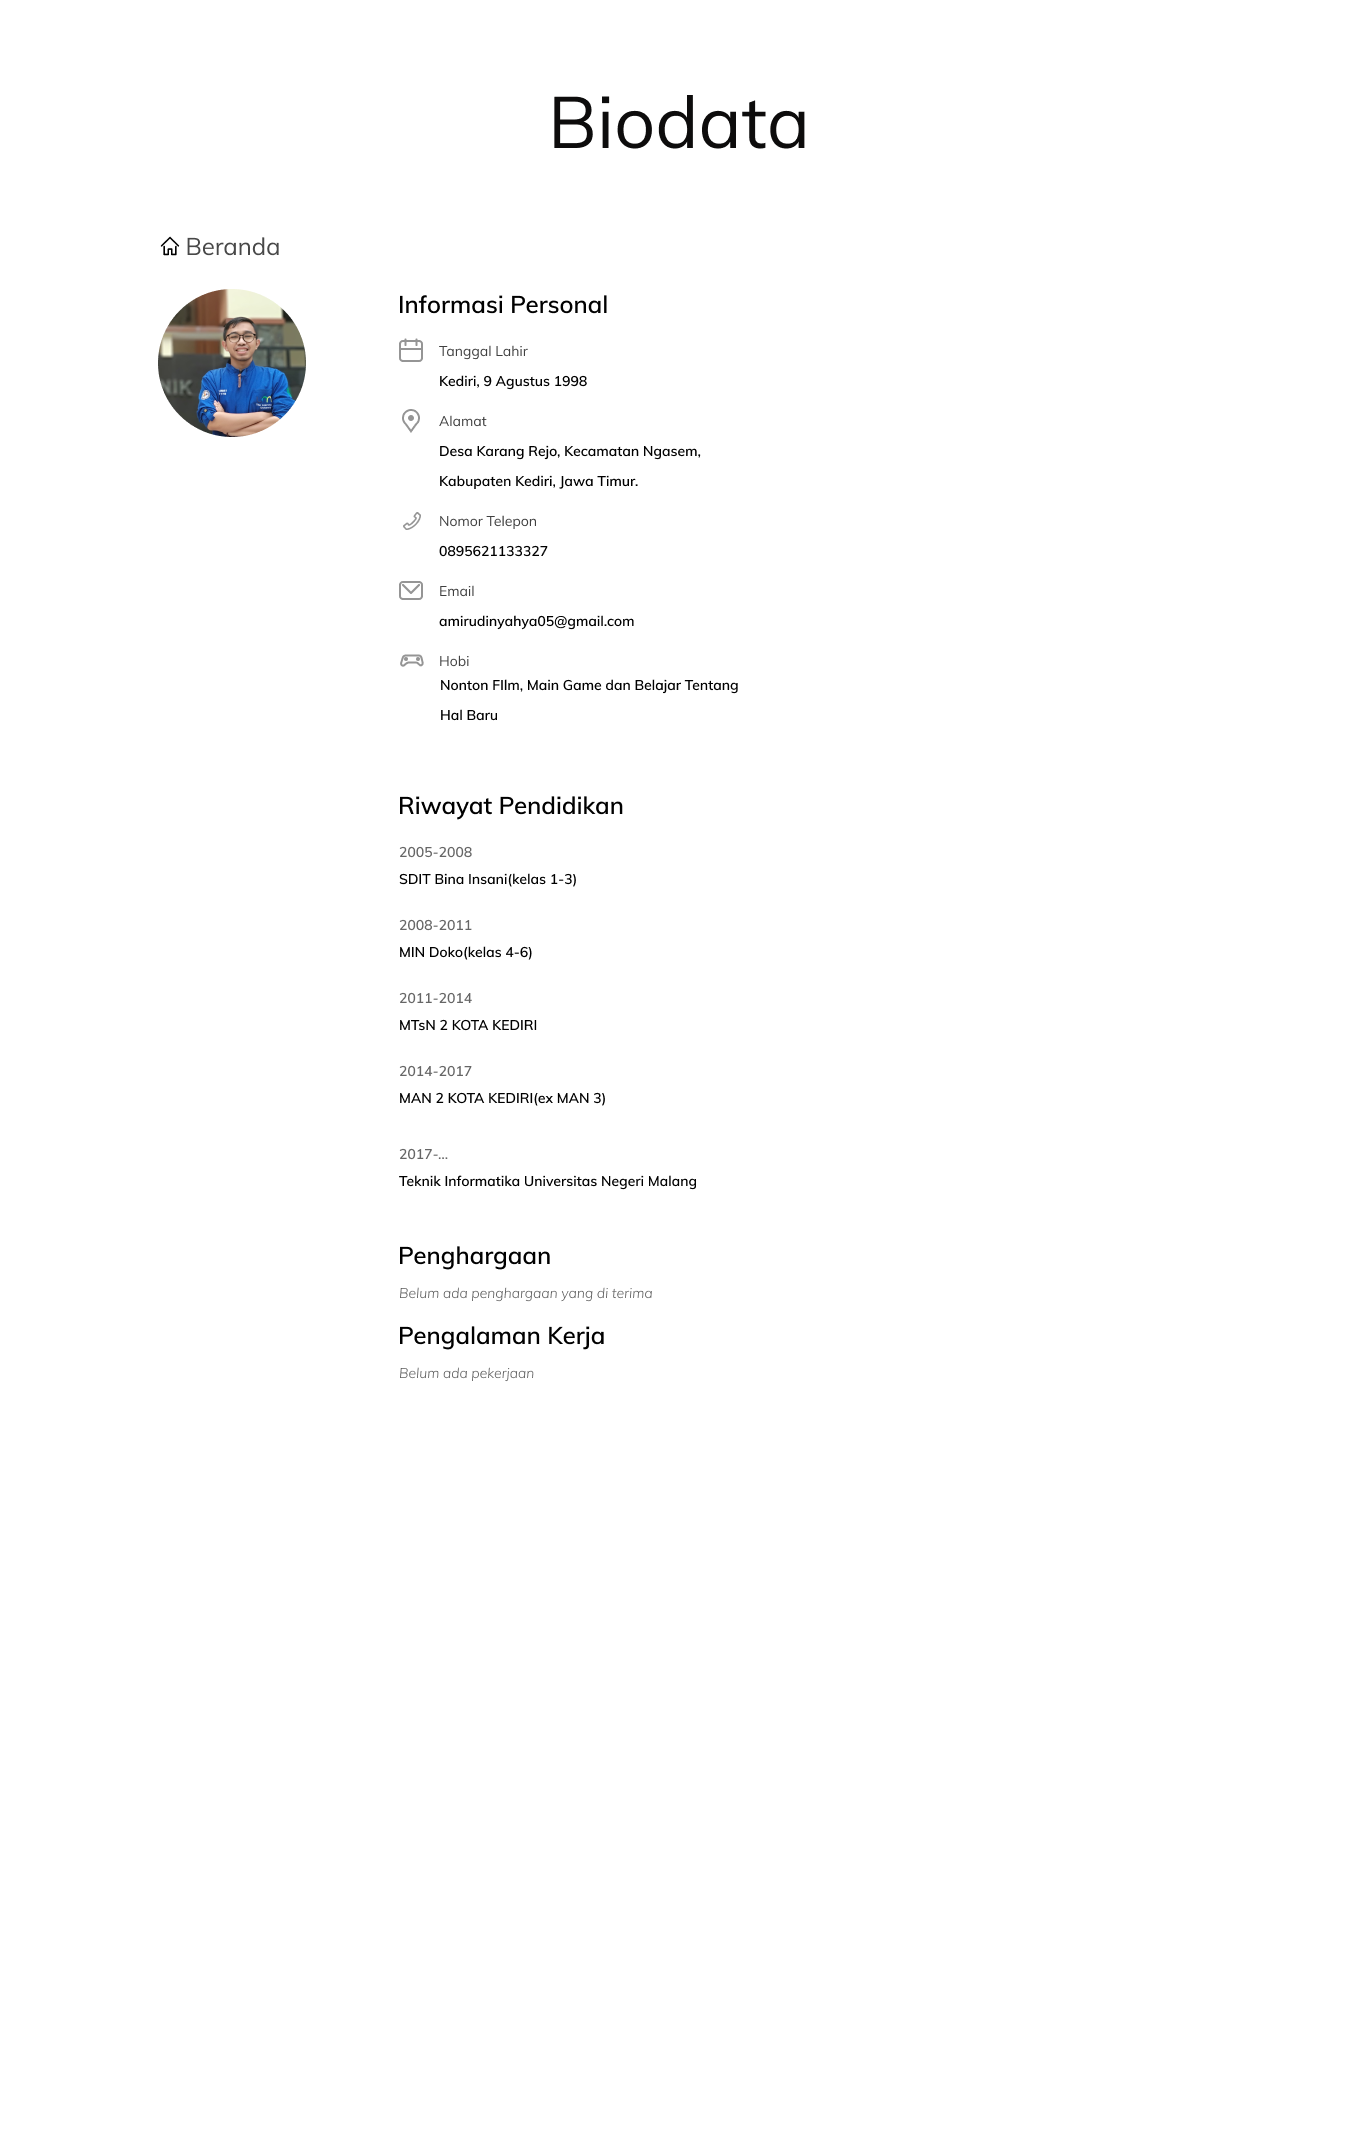 Biodata
Beranda
NIK
Informasi Personal
Tanggal Lahir
Kediri, 9 Agustus 1998
Alamat
Desa Karang Rejo, Kecamatan Ngasem,
Kabupaten Kediri, Jawa Timur.
Nomor Telepon
0895621133327
Email
amirudinyahya05@gmail.com
Hobi
Nonton FIlm, Main Game dan Belajar Tentang
Hal Baru
Riwayat Pendidikan
2005-2008
SDIT Bina Insani(kelas 1-3)
2008-2011
MIN Doko(kelas 4-6)
2011-2014
MTsN 2 KOTA KEDIRI
2014-2017
MAN 2 KOTA KEDIRI(ex MAN 3)
2017-...
Teknik Informatika Universitas Negeri Malang
Penghargaan
Belum ada penghargaan yang di terima
Pengalaman Kerja
Belum ada pekerjaan